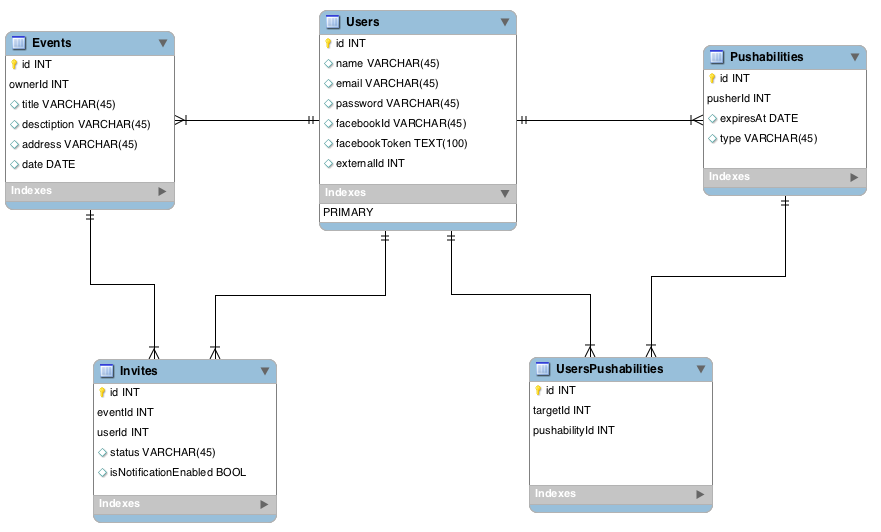 Events
id INT
ownerId INT
title VARCHAR(45)
desctiption VARCHAR(45)
address VARCHAR(45)
date DATE
Indexes
Users
id INT
name VARCHAR(45)
email VARCHAR(45)
password VARCHAR(45)
facebookId VARCHAR(45)
facebookToken TEXT(100)
externalId INT
Indexes
PRIMARY
Pushabilities
id INT
pusherId INT
expiresAt DATE
type VARCHAR(45)
Indexes
Invites
id INT
eventId INT
userId INT
status VARCHAR(45)
isNotificationEnabled BOOL
Indexes
UsersPushabilities
id INT
targetId INT
pushabilityId INT
Indexes